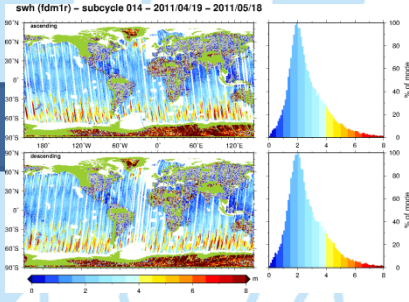 swh (fdm1r) – subcycle 014 – 2011/04/19 – 2011/05/18
ascending
90°N
60°N
30°N
0°
30°S
60°S
90°S
180° 120°W 60°W 0° 60°E 120°E
100
80
60
40
20
0
% of mode
0 2 4 6 8
descending
90°N
60°N
30°N
0°
30°S
60°S
90°S
100
80
60
40
20
0
% of mode
0 2 4 6 8
m
0 2 4 6 8